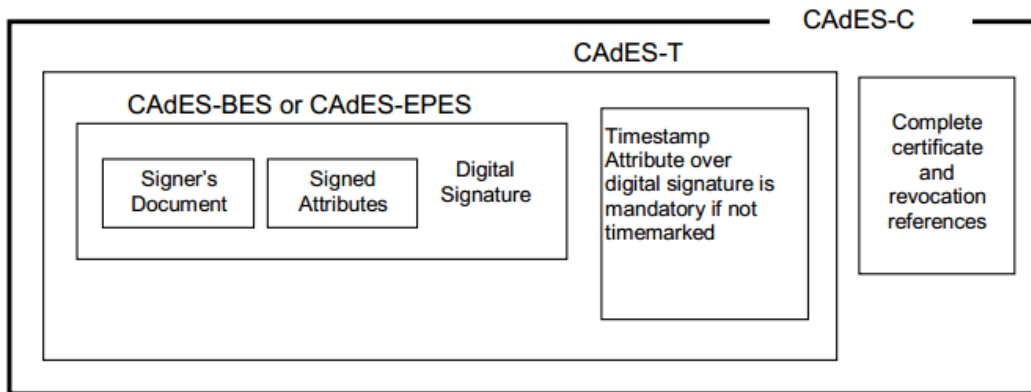 CAdES-C
CAdES-T
CAdES-BES or CAdES-EPES
Signer's
Document
Signed
Attributes
Digital
Signature
Timestamp
Attribute over
digital signature is
mandatory if not
timemarked
Complete
certificate
and
revocation
references